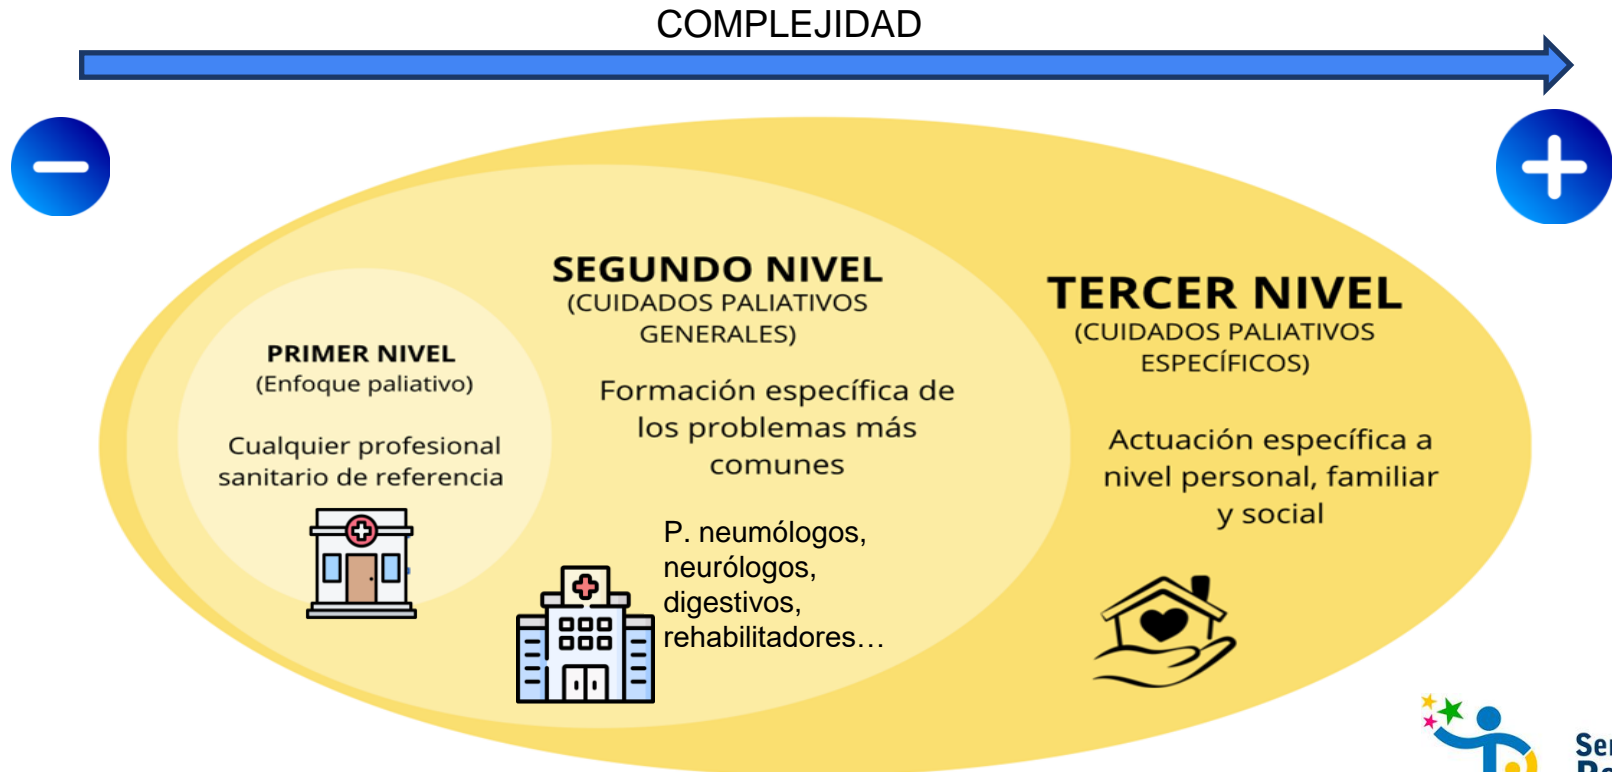 COMPLEJIDAD
PRIMER NIVEL
(Enfoque paliativo)
Cualquier profesional
sanitario de referencia
SEGUNDO NIVEL
(CUIDADOS PALIATIVOS
GENERALES)
Formación específica de
los problemas más
comunes
P. neumólogos,
neurólogos,
digestivos,
rehabilitadores…
TERCER NIVEL
(CUIDADOS PALIATIVOS
ESPECÍFICOS)
Actuación específica a
nivel personal, familiar
y social